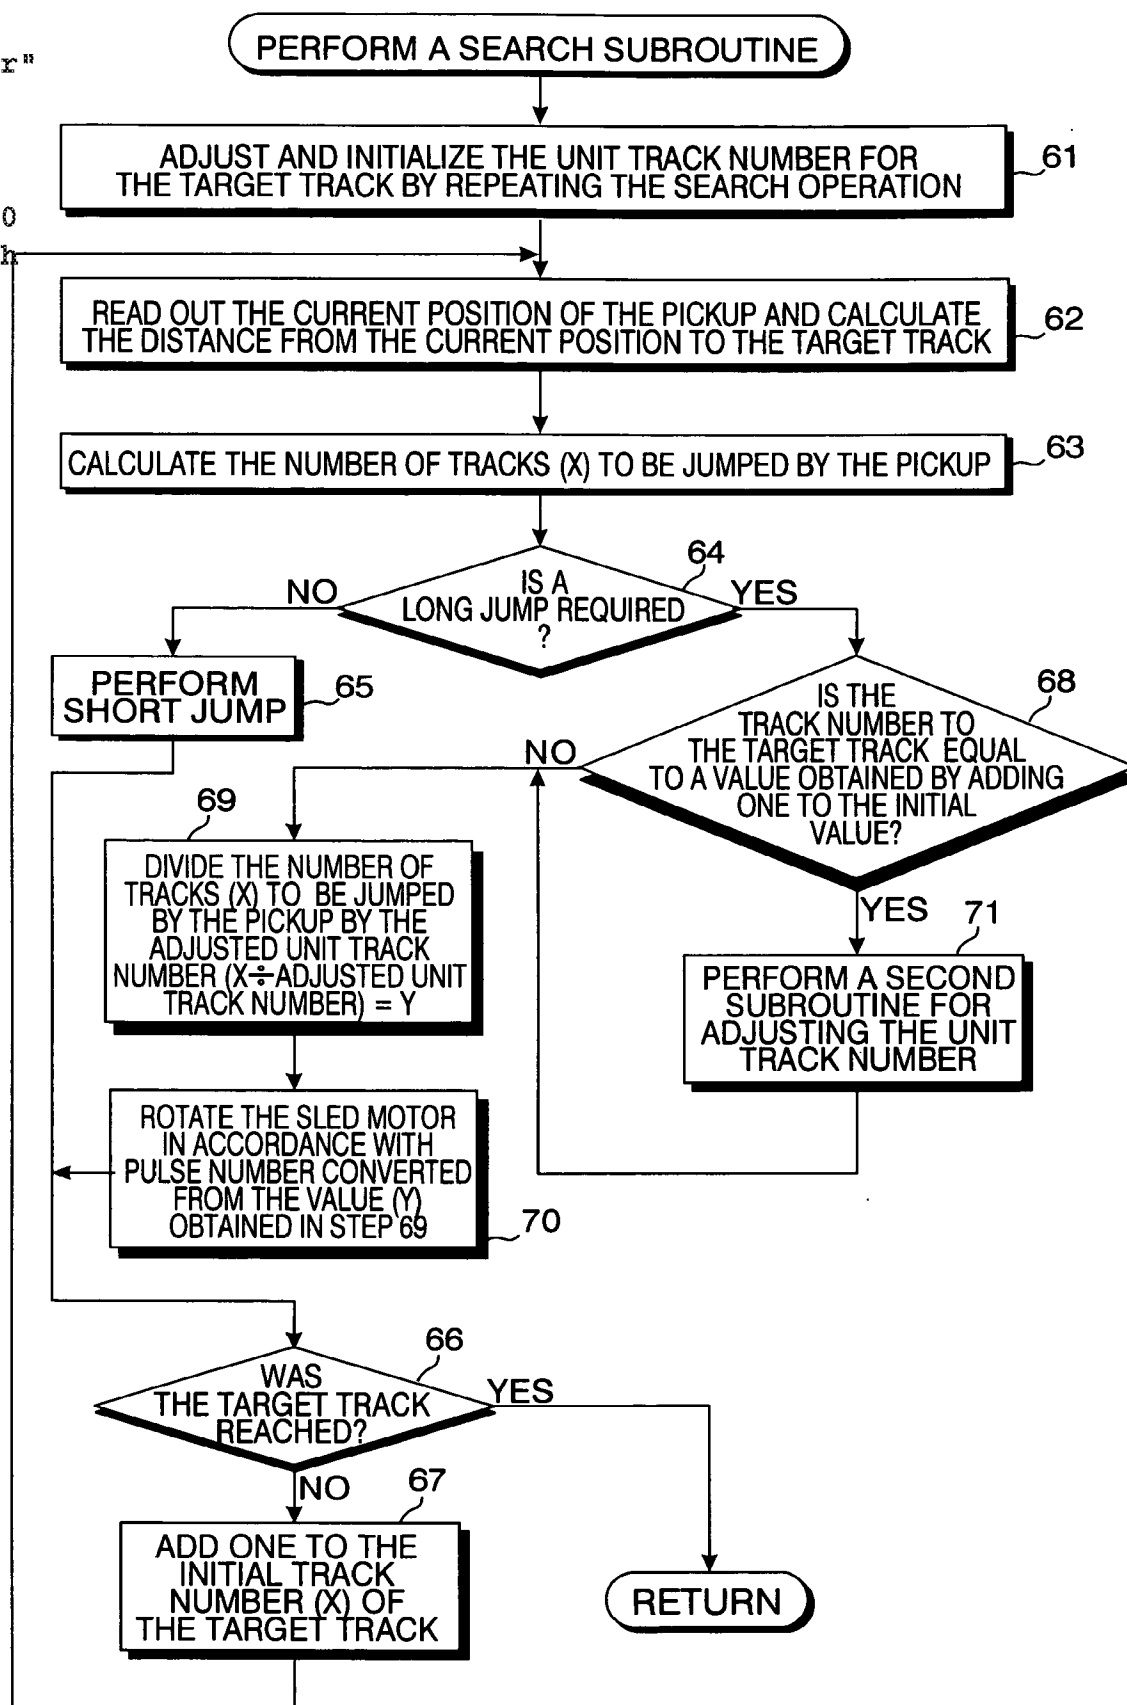 PERFORM A SEARCH SUBROUTINE
r"
ADJUST AND INITIALIZE THE UNIT TRACK NUMBER FOR
THE TARGET TRACK BY REPEATING THE SEARCH OPERATION
61
0
h
READ OUT THE CURRENT POSITION OF THE PICKUP AND CALCULATE
THE DISTANCE FROM THE CURRENT POSITION TO THE TARGET TRACK
62
CALCULATE THE NUMBER OF TRACKS (X) TO BE JUMPED BY THE PICKUP
63
64
IS A
LONG JUMP REQUIRED
?
NO
YES
PERFORM
SHORT JUMP
65
68
IS THE
TRACK NUMBER TO
THE TARGET TRACK EQUAL
TO A VALUE OBTAINED BY ADDING
ONE TO THE INITIAL
VALUE?
NO
YES
69
DIVIDE THE NUMBER OF
TRACKS (X) TO BE JUMPED
BY THE PICKUP BY THE
ADJUSTED UNIT TRACK
NUMBER (X÷ADJUSTED UNIT
TRACK NUMBER) = Y
71
PERFORM A SECOND
SUBROUTINE FOR
ADJUSTING THE UNIT
TRACK NUMBER
ROTATE THE SLED MOTOR
IN ACCORDANCE WITH
PULSE NUMBER CONVERTED
FROM THE VALUE (Y)
OBTAINED IN STEP 69
70
66
WAS
THE TARGET TRACK
REACHED?
YES
NO
67
ADD ONE TO THE
INITIAL TRACK
NUMBER (X) OF
THE TARGET TRACK
RETURN